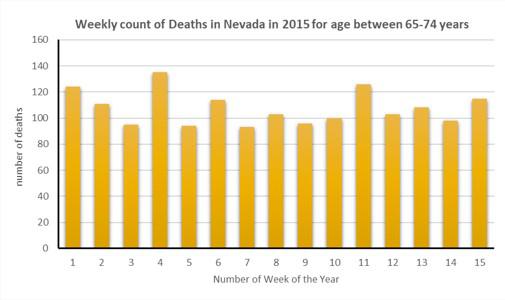 Weekly count of Deaths in Nevada in 2015 for age between 65-74 years
160
140
120
100
80
60
40
20
0
number of deaths
1 2 3 4 5 6 7 8 9 10 11 12 13 14 15
Number of Week of the Year